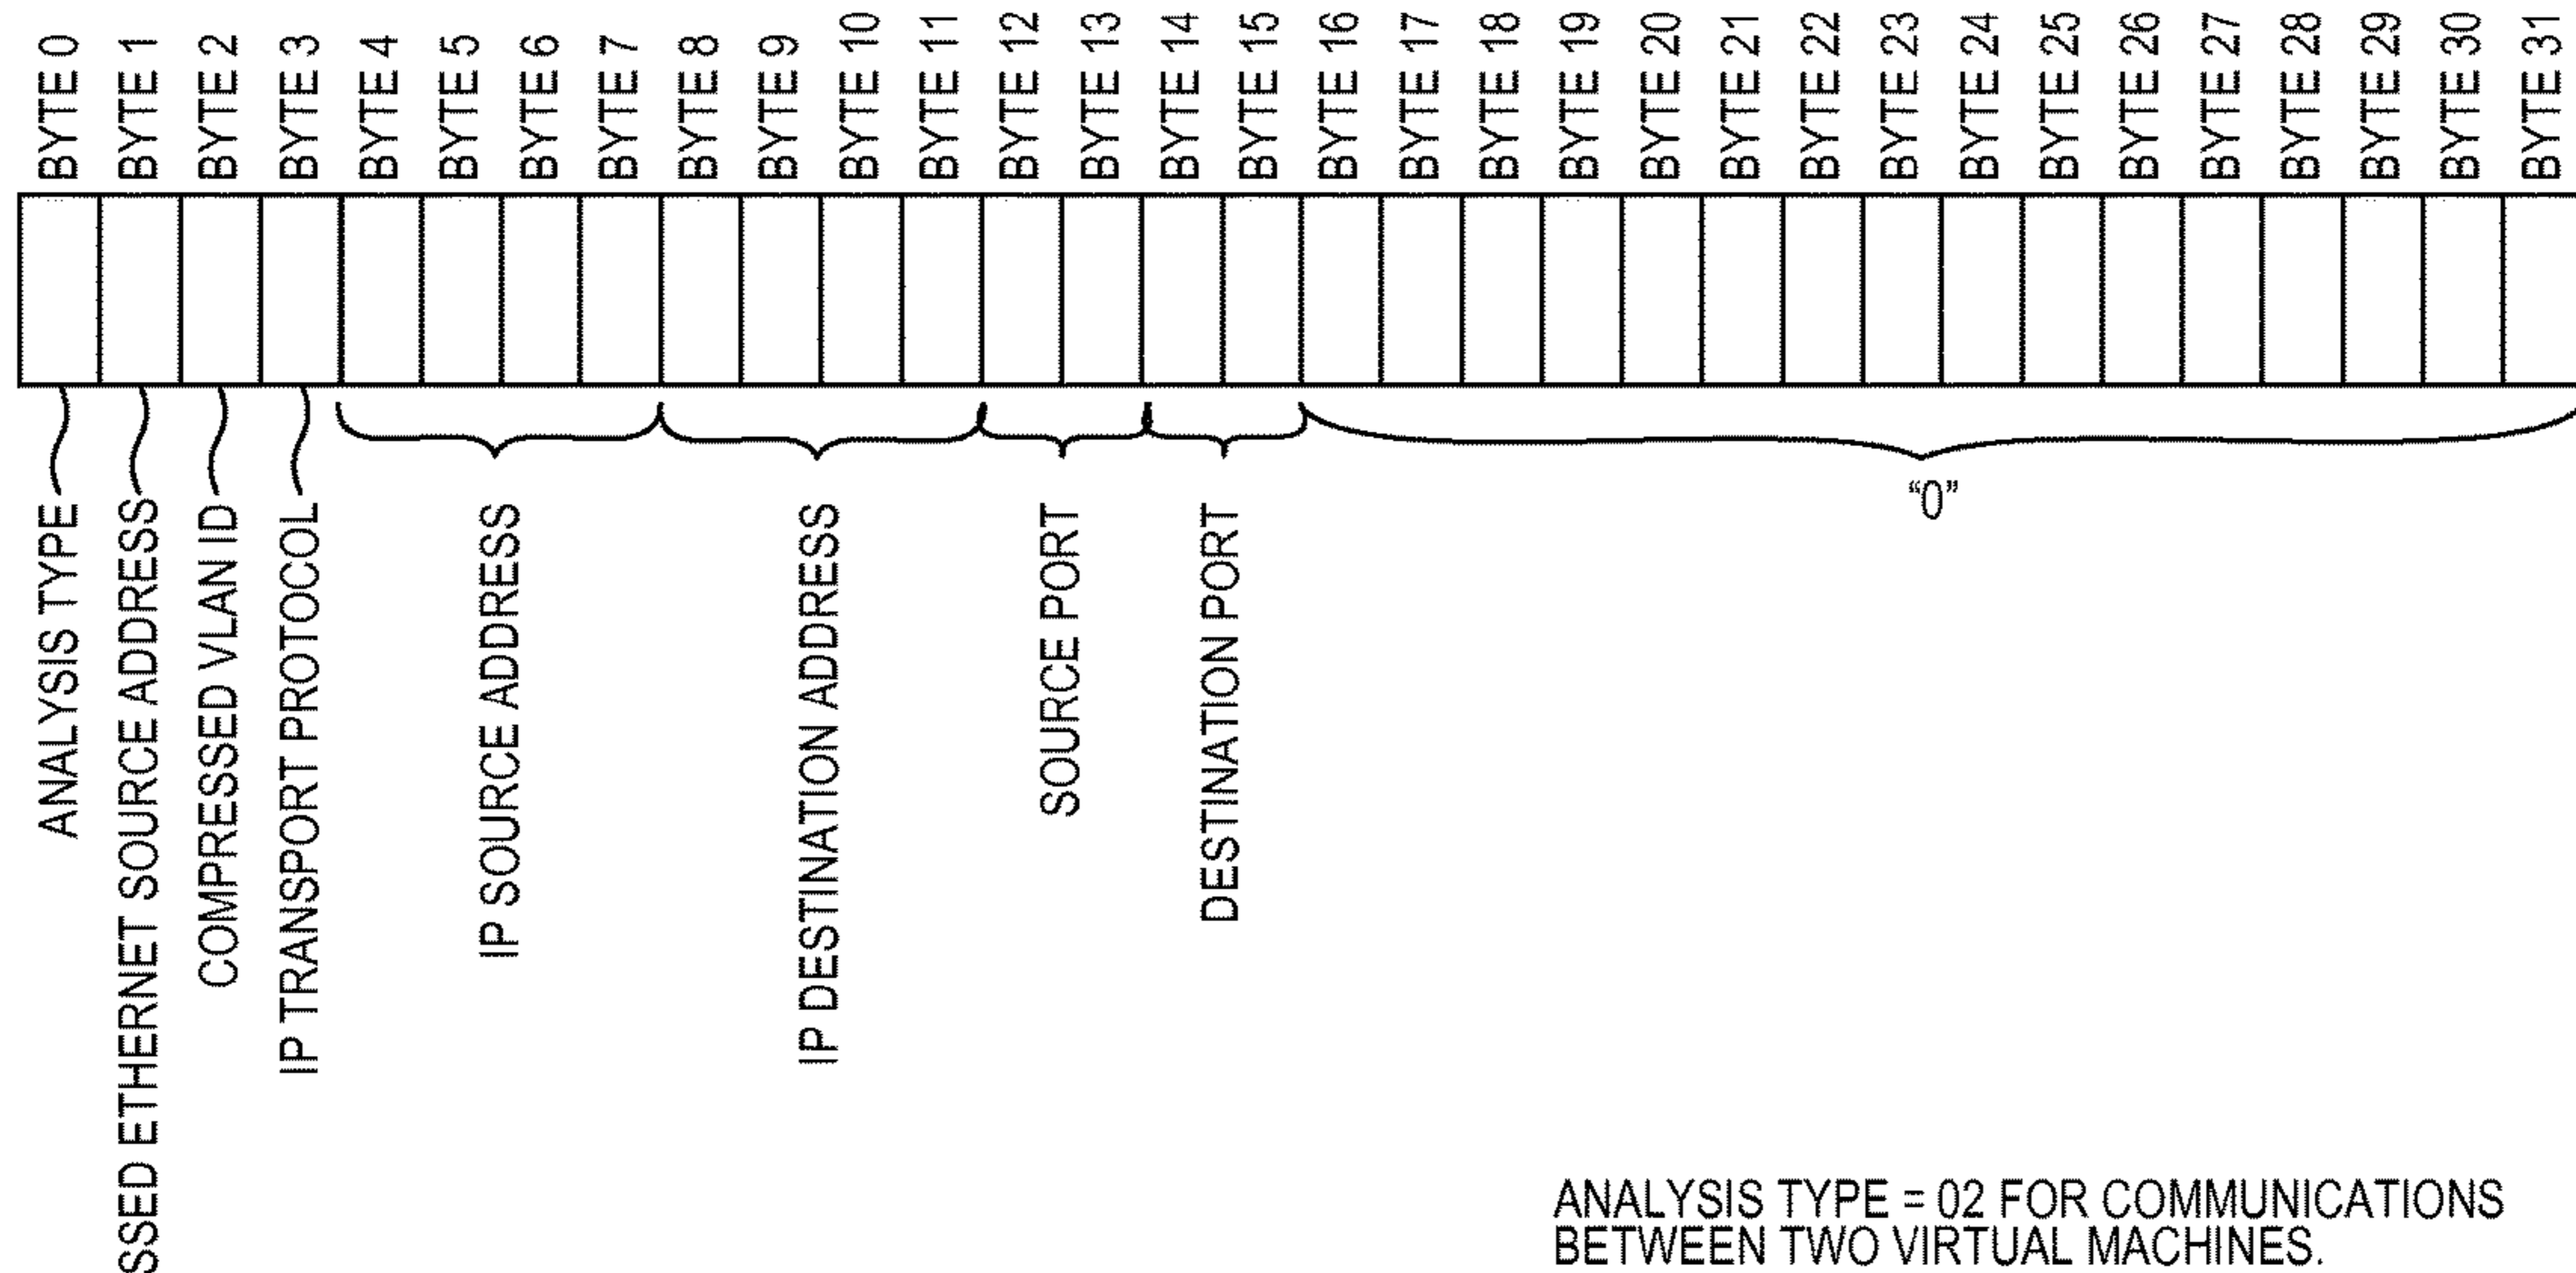 BYTE 0
BYTE 1
BYTE 2
BYTE 3
BYTE 4
BYTE 5
BYTE 6
BYTE 7
BYTE 8
BYTE 9
BYTE 10
BYTE 11
BYTE 12
BYTE 13
BYTE 14
BYTE 15
BYTE 16
BYTE 17
BYTE 18
BYTE 19
BYTE 20
BYTE 21
BYTE 22
BYTE 23
BYTE 24
BYTE 25
BYTE 26
BYTE 27
BYTE 28
BYTE 29
BYTE 30
BYTE 31
ANALYSIS TYPE
SSED ETHERNET SOURCE ADDRESS
COMPRESSED VLAN ID
IP TRANSPORT PROTOCOL
IP SOURCE ADDRESS
IP DESTINATION ADDRESS
SOURCE PORT
DESTINATION PORT
“0”
ANALYSIS TYPE = 02 FOR COMMUNICATIONS
BETWEEN TWO VIRTUAL MACHINES.